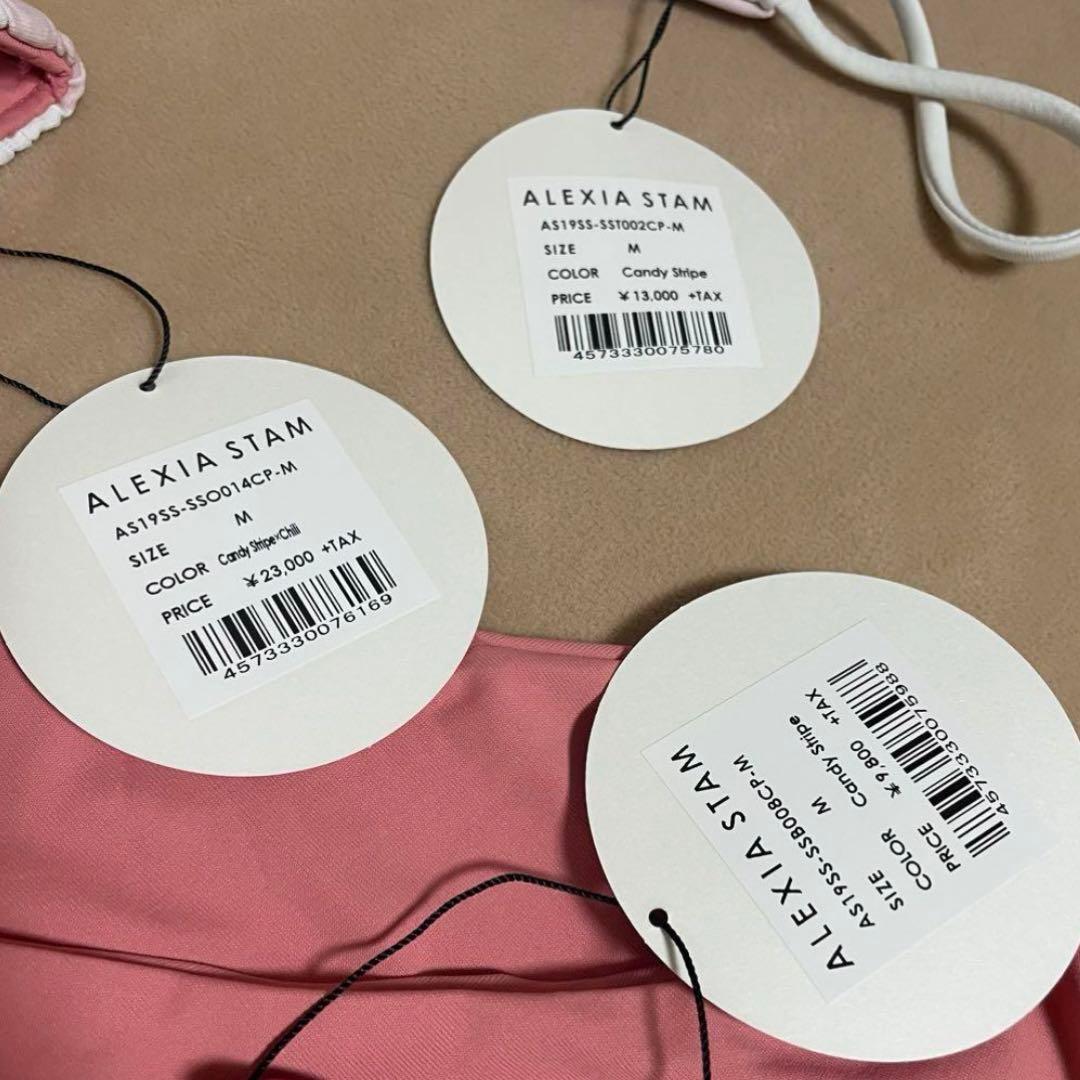 ALEXIA STAM
AS19SS-SST002CP-M
SIZE M
COLOR Candy Stripe
PRICE ¥13,000 +TAX
4573330075780
ALEXIA STAM
AS19SS-SSO014CP-M
SIZE M
COLOR Candy Stripe×Chili
PRICE ¥23,000 +TAX
4573330076169
ALEXIA STAM
AS19SS-SSB008CP-M
SIZE M
COLOR Candy Stripe
PRICE ¥9,800 +TAX
4573330075988